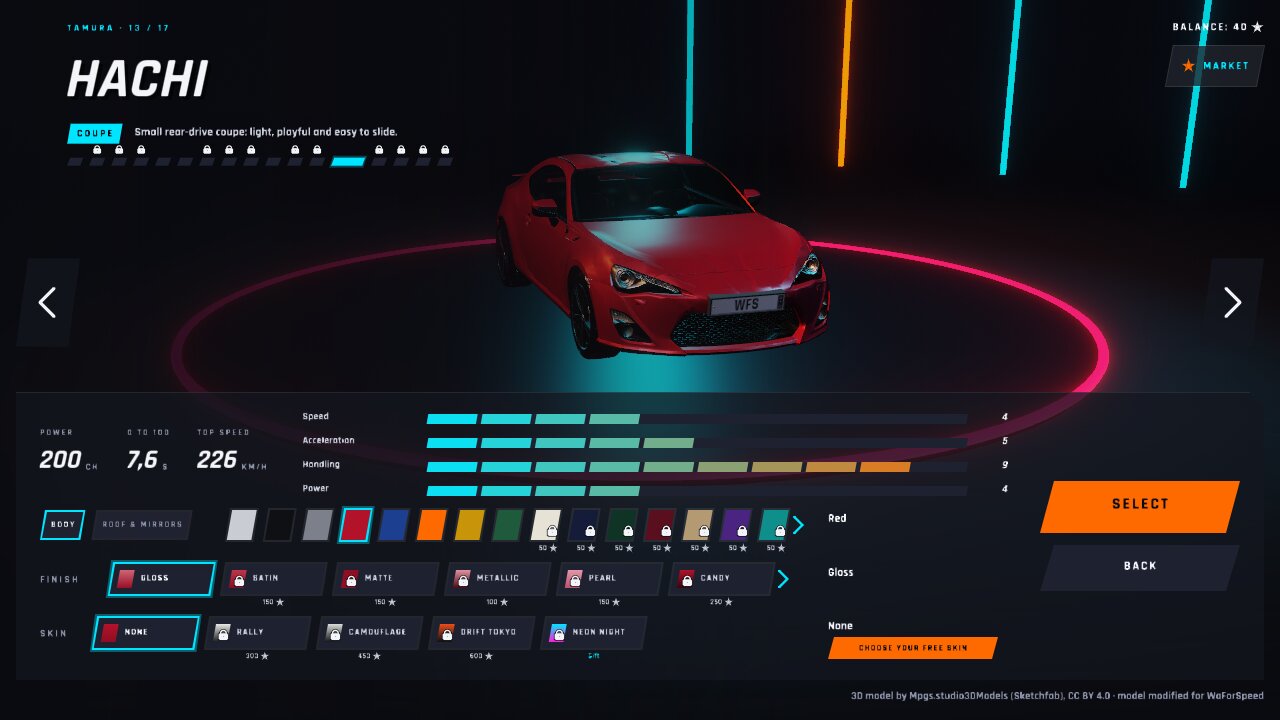 TAMURA · 13 / 17
BALANCE: 40 ★
★ MARKET
HACHI
COUPE
Small rear-drive coupe: light, playful and easy to slide.
WFS
POWER
0 TO 100
TOP SPEED
200 CH
7,6 S
226 KM/H
Speed 4
Acceleration 5
Handling 9
Power 4
BODY
ROOF & MIRRORS
50 ★ 50 ★ 50 ★ 50 ★ 50 ★ 50 ★ 50 ★
Red
SELECT
FINISH
GLOSS
SATIN
MATTE
METALLIC
PEARL
CANDY
150 ★ 150 ★ 100 ★ 150 ★ 250 ★
Gloss
BACK
SKIN
NONE
RALLY
CAMOUFLAGE
DRIFT TOKYO
NEON NIGHT
300 ★ 450 ★ 600 ★ Gift
None
CHOOSE YOUR FREE SKIN
3D model by Mpgs.studio3DModels (Sketchfab), CC BY 4.0 · model modified for WaForSpeed